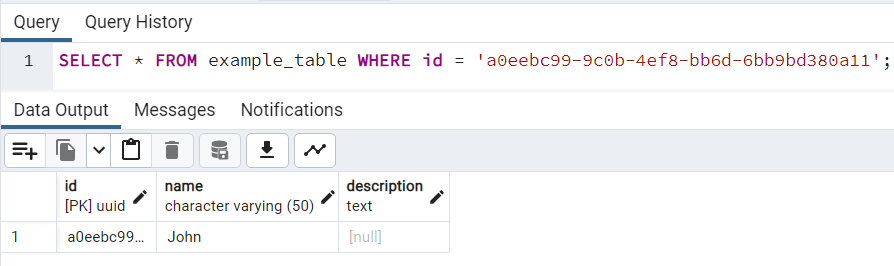 Query Query History
1 SELECT * FROM example_table WHERE id = 'a0eebc99-9c0b-4ef8-bb6d-6bb9bd380a11';
Data Output Messages Notifications
id name description
[PK] uuid character varying (50) text
1 a0eebc99... John [null]